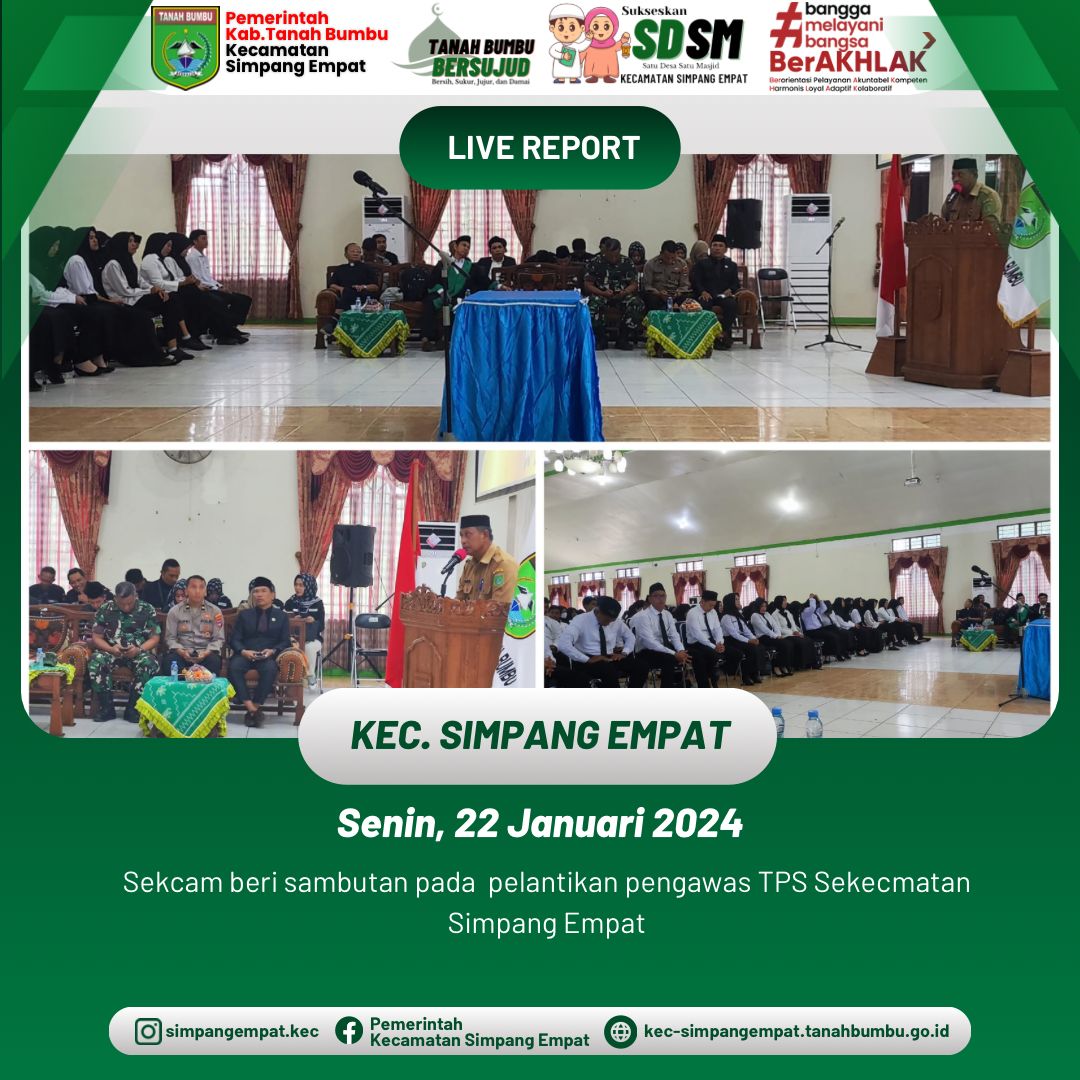 TANAH BUMBU
Pemerintah
Kab.Tanah Bumbu
Kecamatan
Simpang Empat
TANAH BUMBU
BERSUJUD
Bersih, Sukur, Jujur, dan Damai
Sukseskan
SDSM
Satu Desa Satu Masjid
KECAMATAN SIMPANG EMPAT
#bangga
melayani
bangsa
BerAKHLAK
Berorientasi Pelayanan Akuntabel Kompeten
Harmonis Loyal Adaptif Kolaboratif
LIVE REPORT
BUMBU
BUMBU
KEC. SIMPANG EMPAT
Senin, 22 Januari 2024
Sekcam beri sambutan pada pelantikan pengawas TPS Sekecmatan
Simpang Empat
simpangempat.kec
Pemerintah
Kecamatan Simpang Empat
kec-simpangempat.tanahbumbu.go.id